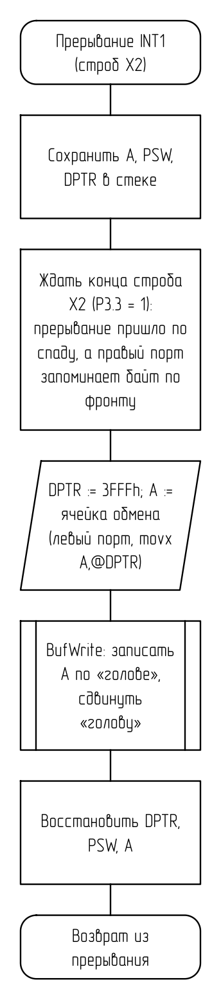 Прерывание INT1
(строб X2)
Сохранить A, PSW,
DPTR в стеке
Ждать конца строба
X2 (P3.3 = 1):
прерывание пришло по
спаду, а правый порт
запоминает байт по
фронту
DPTR := 3FFFh; A :=
ячейка обмена
(левый порт, movx
A,@DPTR)
BufWrite: записать
A по «голове»,
сдвинуть
«голову»
Восстановить DPTR,
PSW, A
Возврат из
прерывания